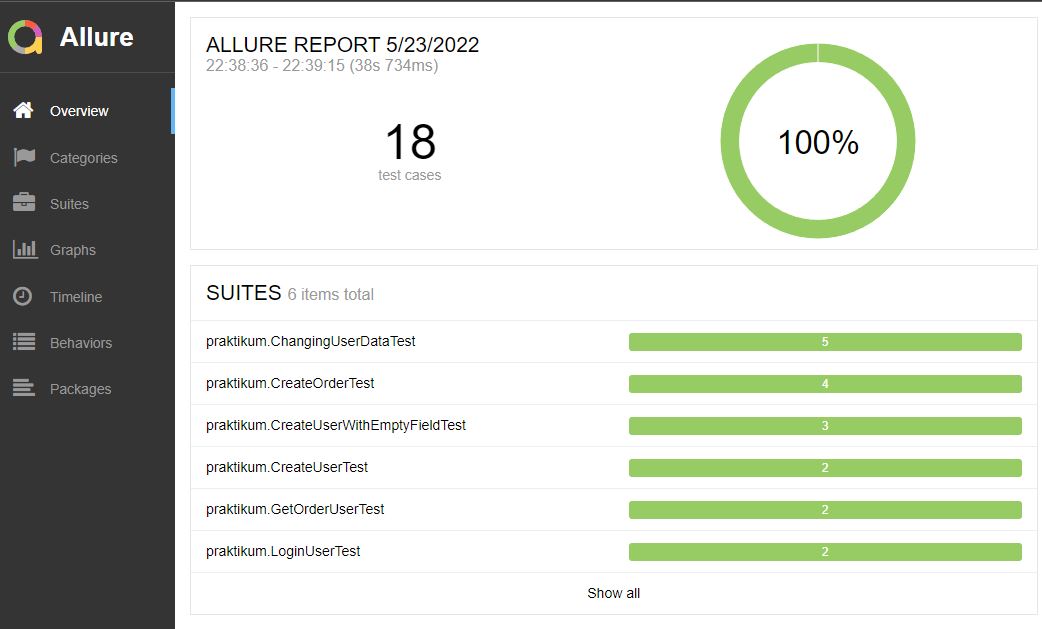 Allure
Overview
Categories
Suites
Graphs
Timeline
Behaviors
Packages
ALLURE REPORT 5/23/2022
22:38:36 - 22:39:15 (38s 734ms)
18
test cases
100%
SUITES 6 items total
praktikum.ChangingUserDataTest 5
praktikum.CreateOrderTest 4
praktikum.CreateUserWithEmptyFieldTest 3
praktikum.CreateUserTest 2
praktikum.GetOrderUserTest 2
praktikum.LoginUserTest 2
Show all